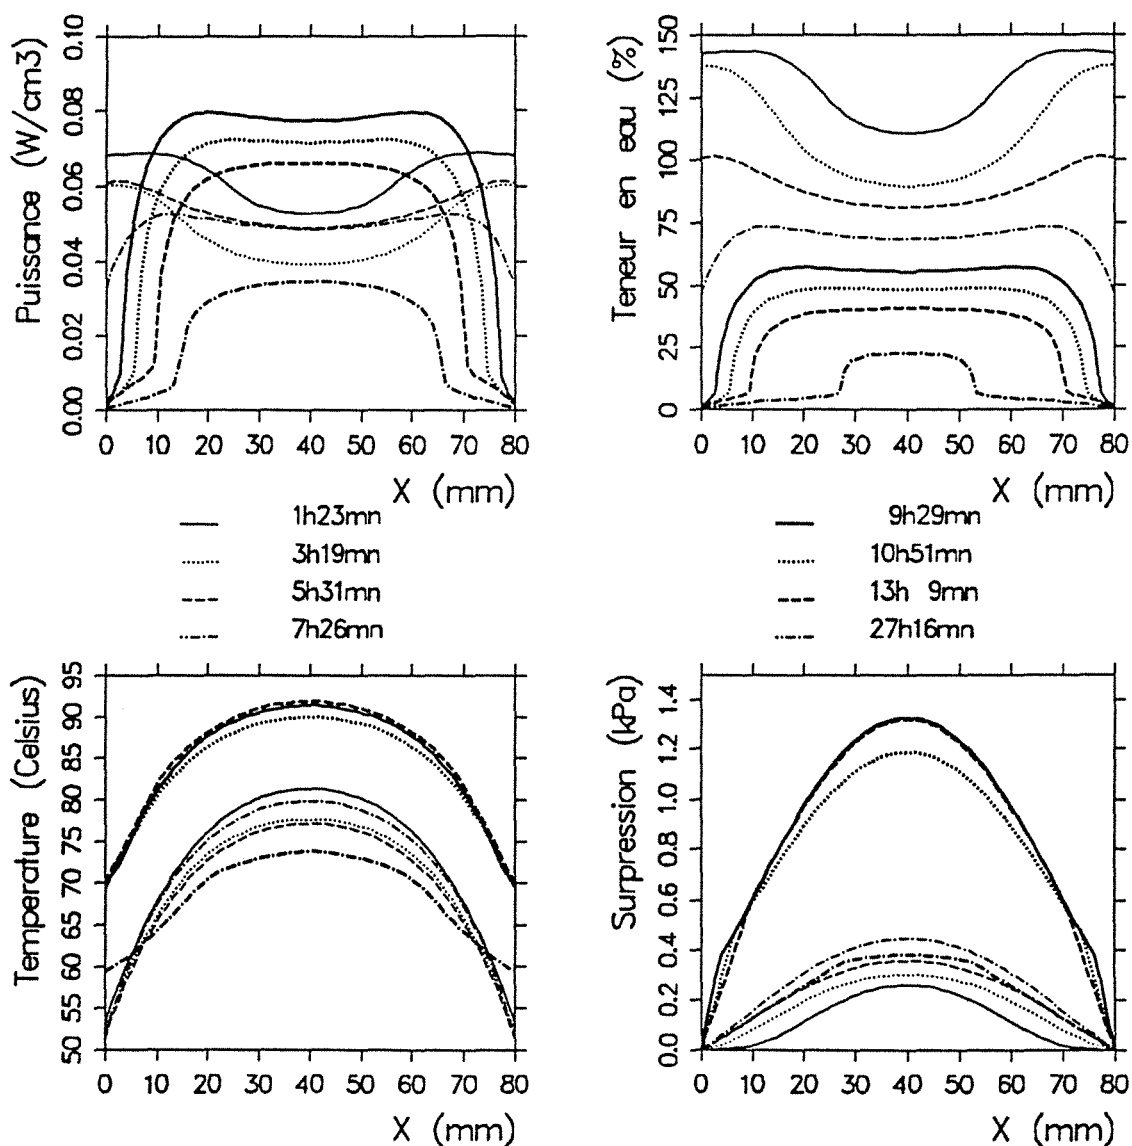 Puissance (W/cm3)
0.10
0.08
0.06
0.04
0.02
0.00
0 10 20 30 40 50 60 70 80
X (mm)
Teneur en eau (%)
150
125
100
75
50
25
0
0 10 20 30 40 50 60 70 80
X (mm)
1h23mn
3h19mn
5h31mn
7h26mn
9h29mn
10h51mn
13h 9mn
27h16mn
Temperature (Celsius)
95
90
85
80
75
70
65
60
55
50
0 10 20 30 40 50 60 70 80
X (mm)
Surpression (kPa)
1.4
1.2
1.0
0.8
0.6
0.4
0.2
0.0
0 10 20 30 40 50 60 70 80
X (mm)